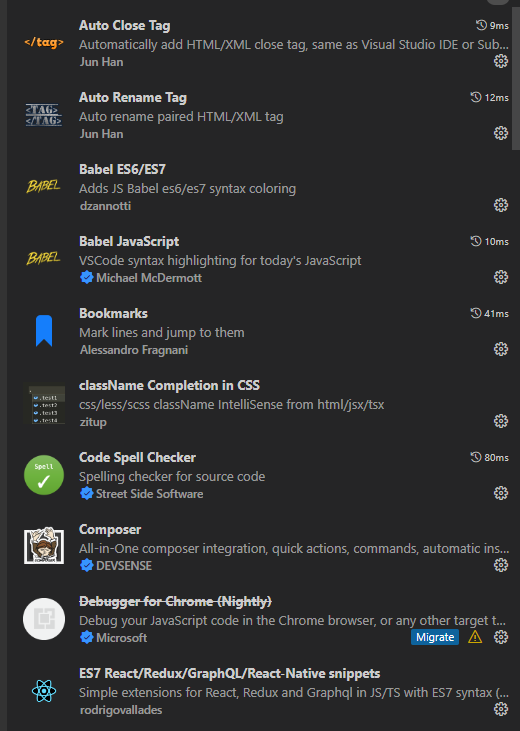 Auto Close Tag 9ms
</tag> Automatically add HTML/XML close tag, same as Visual Studio IDE or Sub...
Jun Han
Auto Rename Tag 12ms
<TAG>
</TAG> Auto rename paired HTML/XML tag
Jun Han
Babel ES6/ES7
BABEL Adds JS Babel es6/es7 syntax coloring
dzannotti
Babel JavaScript 10ms
BABEL VSCode syntax highlighting for today's JavaScript
Michael McDermott
Bookmarks 41ms
Mark lines and jump to them
Alessandro Fragnani
className Completion in CSS
.test1
.test2
css/less/scss className IntelliSense from html/jsx/tsx
.test3
.test4
zitup
Code Spell Checker 80ms
Spell
Spelling checker for source code
Street Side Software
Composer
All-in-One composer integration, quick actions, commands, automatic ins...
DEVSENSE
Debugger for Chrome (Nightly)
Debug your JavaScript code in the Chrome browser, or any other target t...
Microsoft Migrate
ES7 React/Redux/GraphQL/React-Native snippets
Simple extensions for React, Redux and Graphql in JS/TS with ES7 syntax (...
rodrigovallades